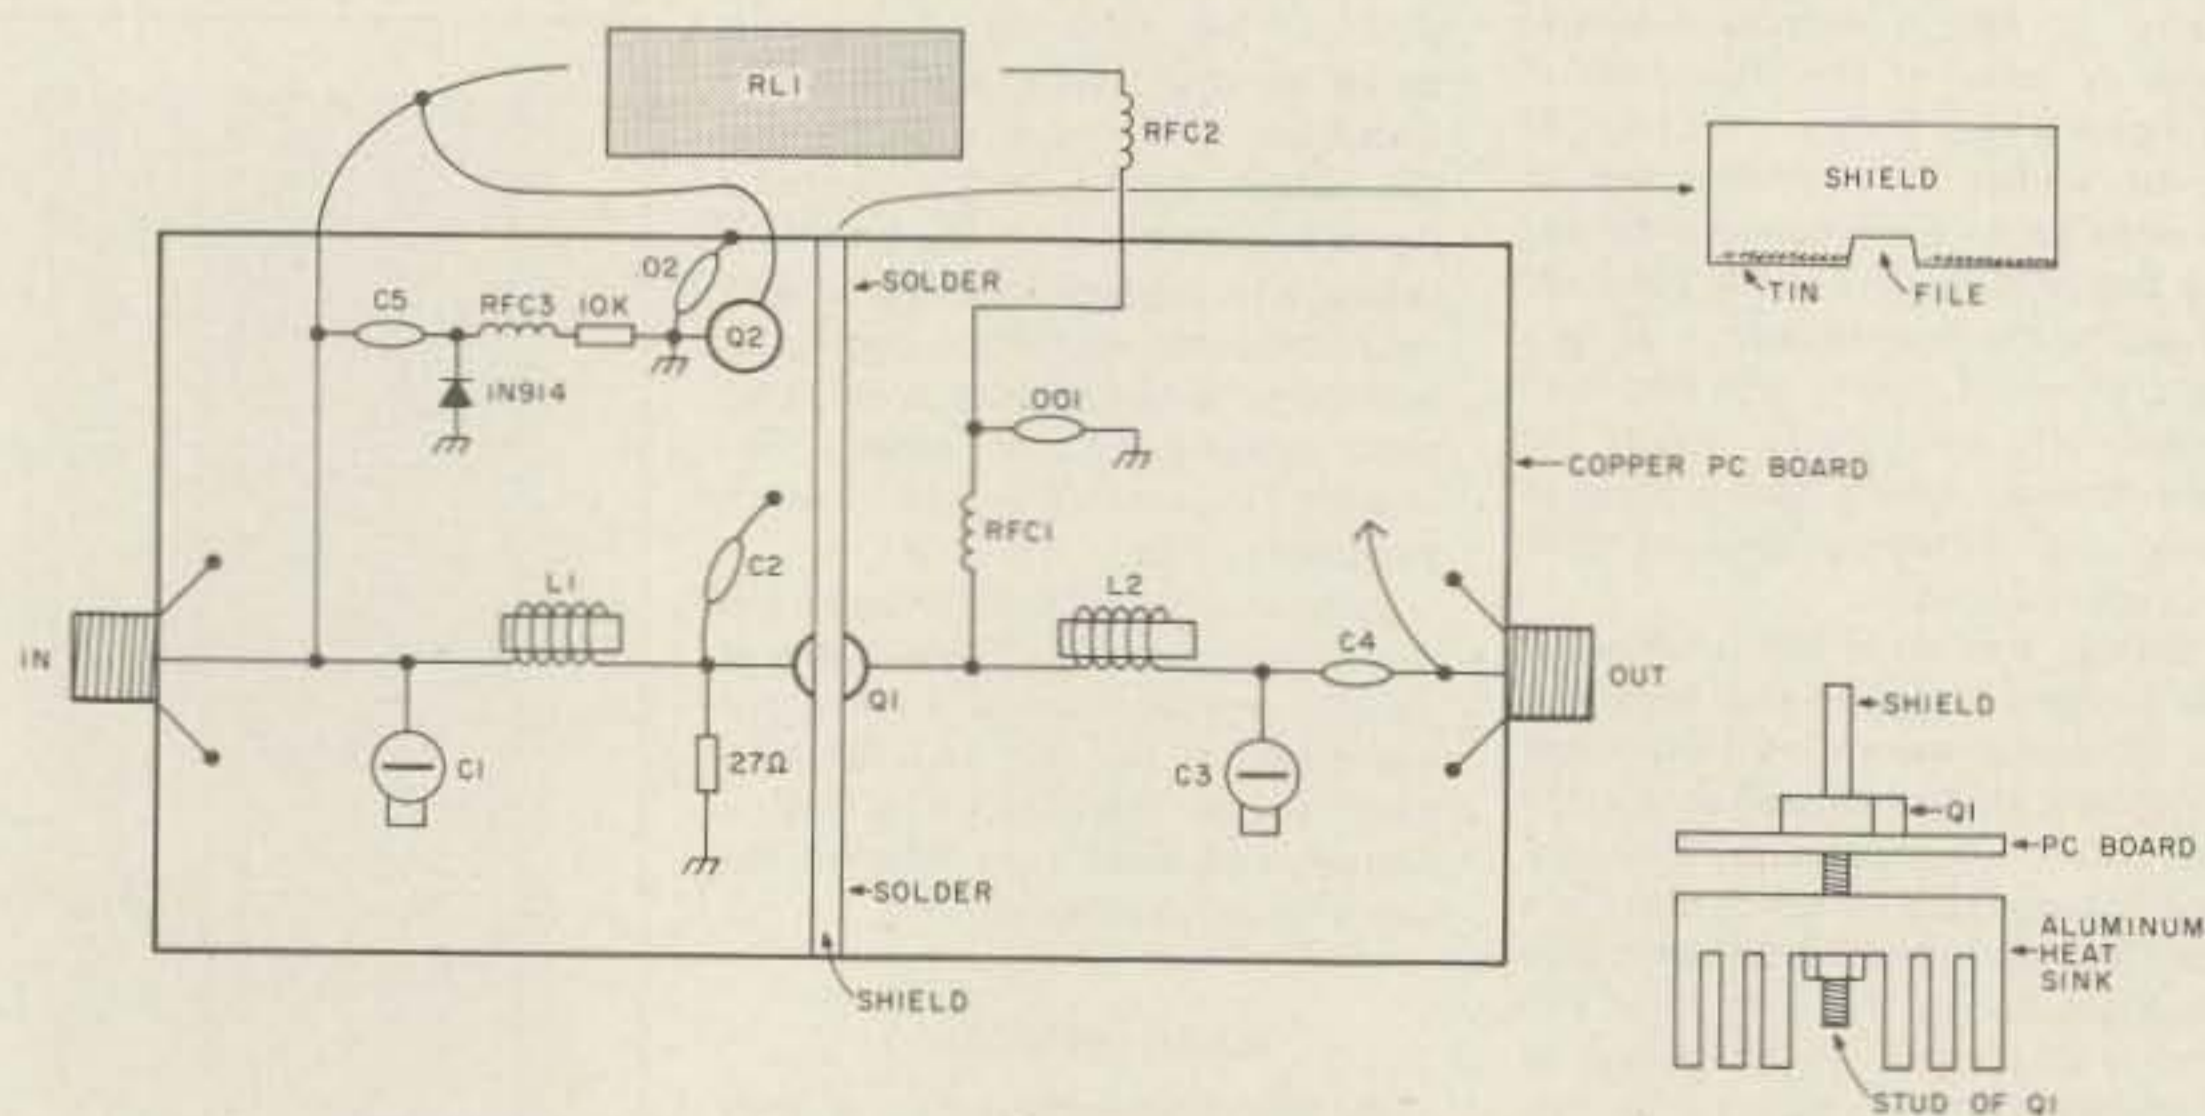 RL1
RFC2
SHIELD
TIN
FILE
.02
SOLDER
C5
RFC3
10K
Q2
1N914
.001
COPPER PC BOARD
RFC1
C2
L1
L2
C4
IN
OUT
Q1
C1
27Ω
C3
SHIELD
Q1
PC BOARD
SOLDER
ALUMINUM
HEAT
SINK
SHIELD
STUD OF Q1